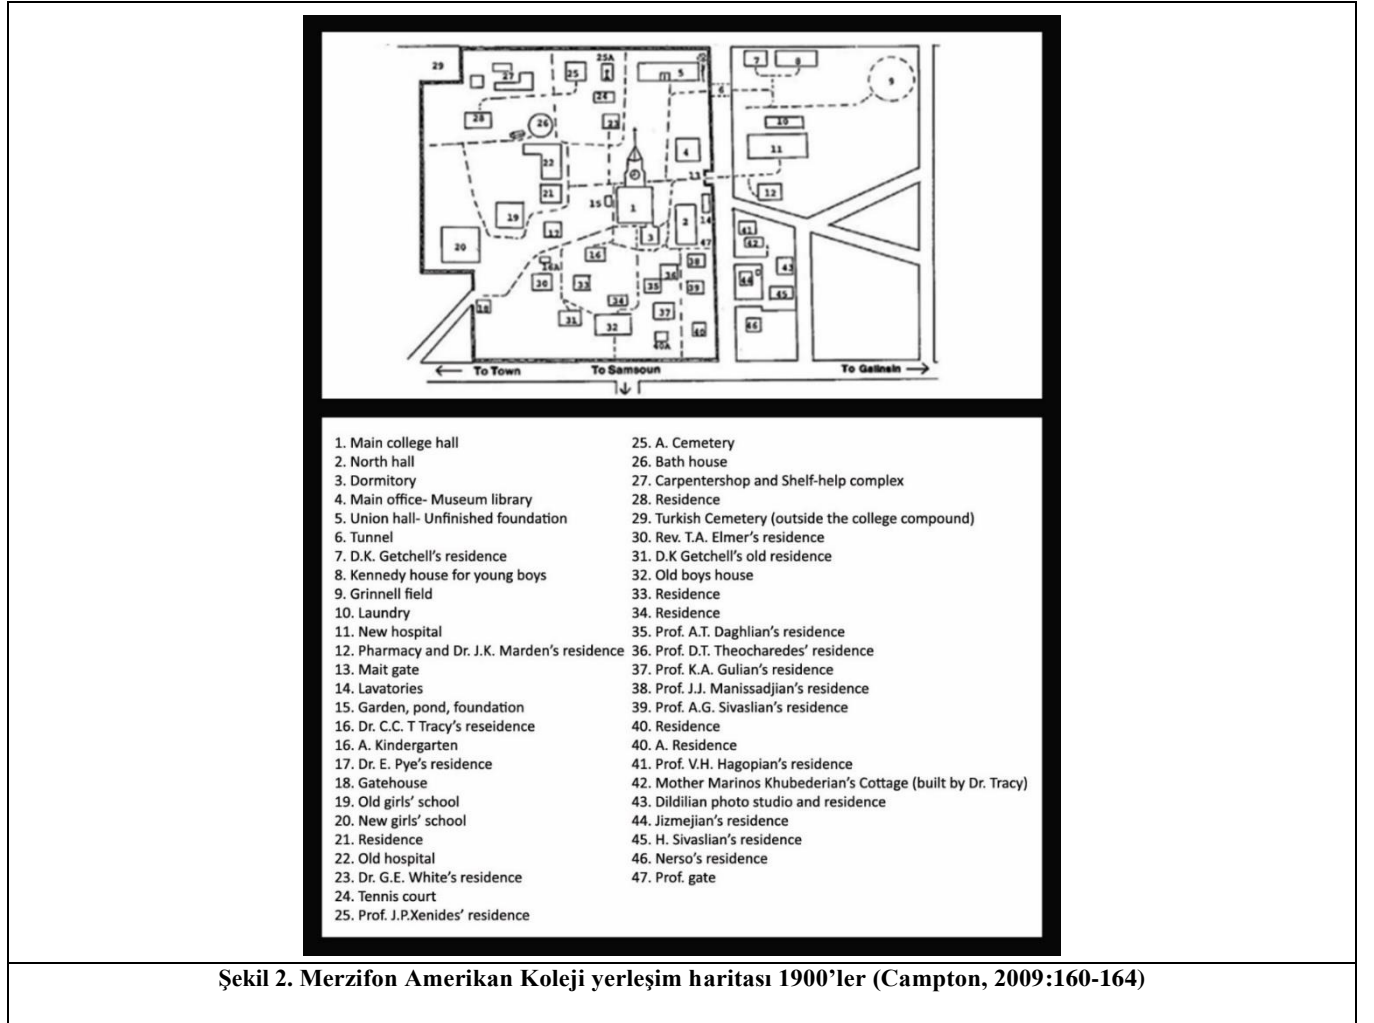 29
27
25
25A
5
7
8
6
9
24
28
26
23
10
4
11
22
13
21
12
15
1
14
19
2
17
3
41
47
42
20
16
38
16A
36
43
30
33
35
39
44
45
34
18
31
32
37
40
46
40A
To Town
To Samsoun
To Galinsin
1. Main college hall
2. North hall
3. Dormitory
4. Main office- Museum library
5. Union hall- Unfinished foundation
6. Tunnel
7. D.K. Getchell’s residence
8. Kennedy house for young boys
9. Grinnell field
10. Laundry
11. New hospital
12. Pharmacy and Dr. J.K. Marden’s residence
13. Mait gate
14. Lavatories
15. Garden, pond, foundation
16. Dr. C.C. T Tracy’s reseidence
16. A. Kindergarten
17. Dr. E. Pye’s residence
18. Gatehouse
19. Old girls’ school
20. New girls’ school
21. Residence
22. Old hospital
23. Dr. G.E. White’s residence
24. Tennis court
25. Prof. J.P.Xenides’ residence
25. A. Cemetery
26. Bath house
27. Carpentershop and Shelf-help complex
28. Residence
29. Turkish Cemetery (outside the college compound)
30. Rev. T.A. Elmer’s residence
31. D.K Getchell’s old residence
32. Old boys house
33. Residence
34. Residence
35. Prof. A.T. Daghlian’s residence
36. Prof. D.T. Theocharedes’ residence
37. Prof. K.A. Gulian’s residence
38. Prof. J.J. Manissadjian’s residence
39. Prof. A.G. Sivaslian’s residence
40. Residence
40. A. Residence
41. Prof. V.H. Hagopian’s residence
42. Mother Marinos Khubederian’s Cottage (built by Dr. Tracy)
43. Dildilian photo studio and residence
44. Jizmejian’s residence
45. H. Sivaslian’s residence
46. Nerso’s residence
47. Prof. gate
Şekil 2. Merzifon Amerikan Koleji yerleşim haritası 1900’ler (Campton, 2009:160-164)